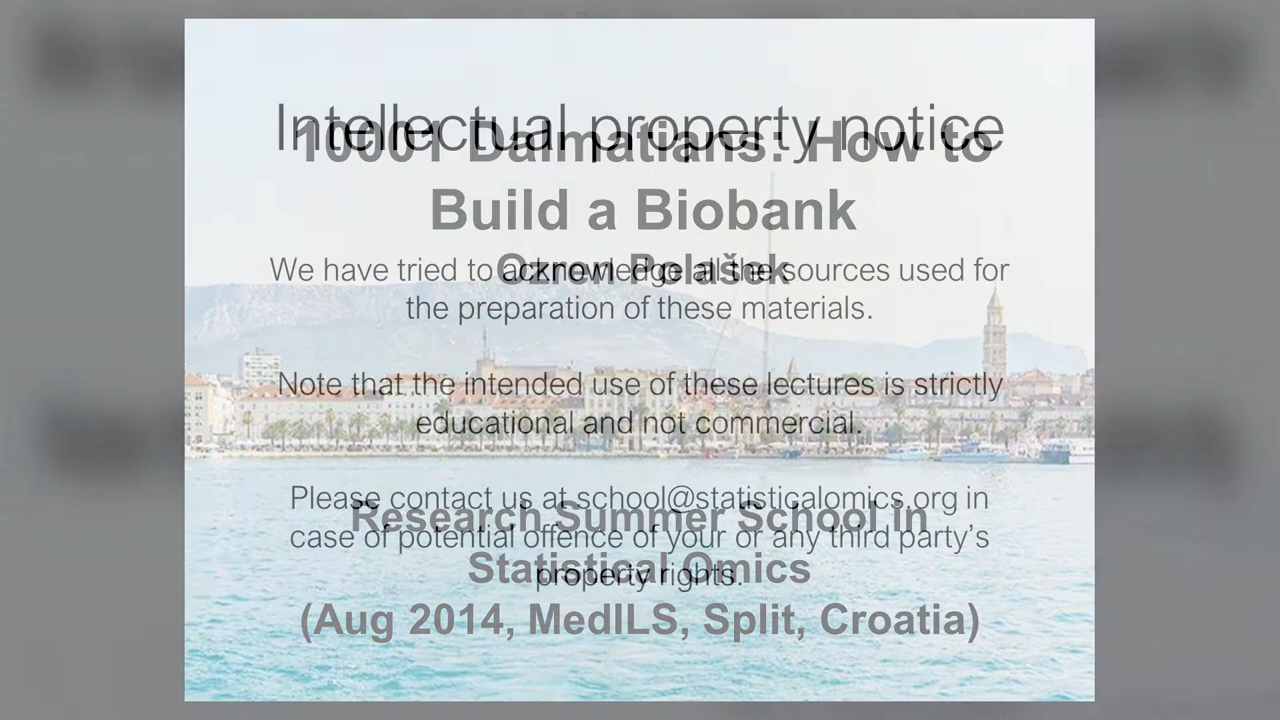 Intellectual property notice
10001 Dalmatians: How to
Build a Biobank
Ozren Polašek
We have tried to acknowledge all the sources used for
the preparation of these materials.
Note that the intended use of these lectures is strictly
educational and not commercial.
Please contact us at school@statisticalomics.org in
case of potential offence of your or any third party’s
property rights.
Research Summer School in
Statistical Omics
(Aug 2014, MedILS, Split, Croatia)